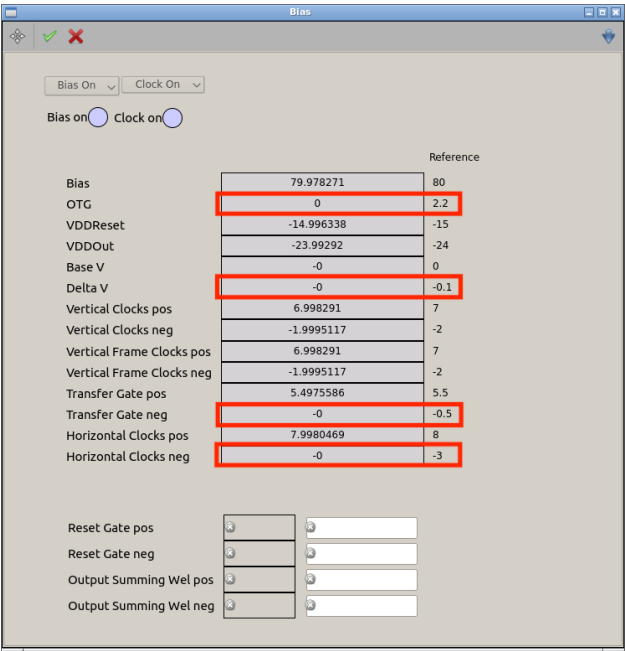 Bias
Bias On Clock On
Bias on Clock on
Reference
Bias 79.978271 80
OTG 0 2.2
VDDReset -14.996338 -15
VDDOut -23.99292 -24
Base V -0 0
Delta V -0 -0.1
Vertical Clocks pos 6.998291 7
Vertical Clocks neg -1.9995117 -2
Vertical Frame Clocks pos 6.998291 7
Vertical Frame Clocks neg -1.9995117 -2
Transfer Gate pos 5.4975586 5.5
Transfer Gate neg -0 -0.5
Horizontal Clocks pos 7.9980469 8
Horizontal Clocks neg -0 -3
Reset Gate pos
Reset Gate neg
Output Summing Wel pos
Output Summing Wel neg